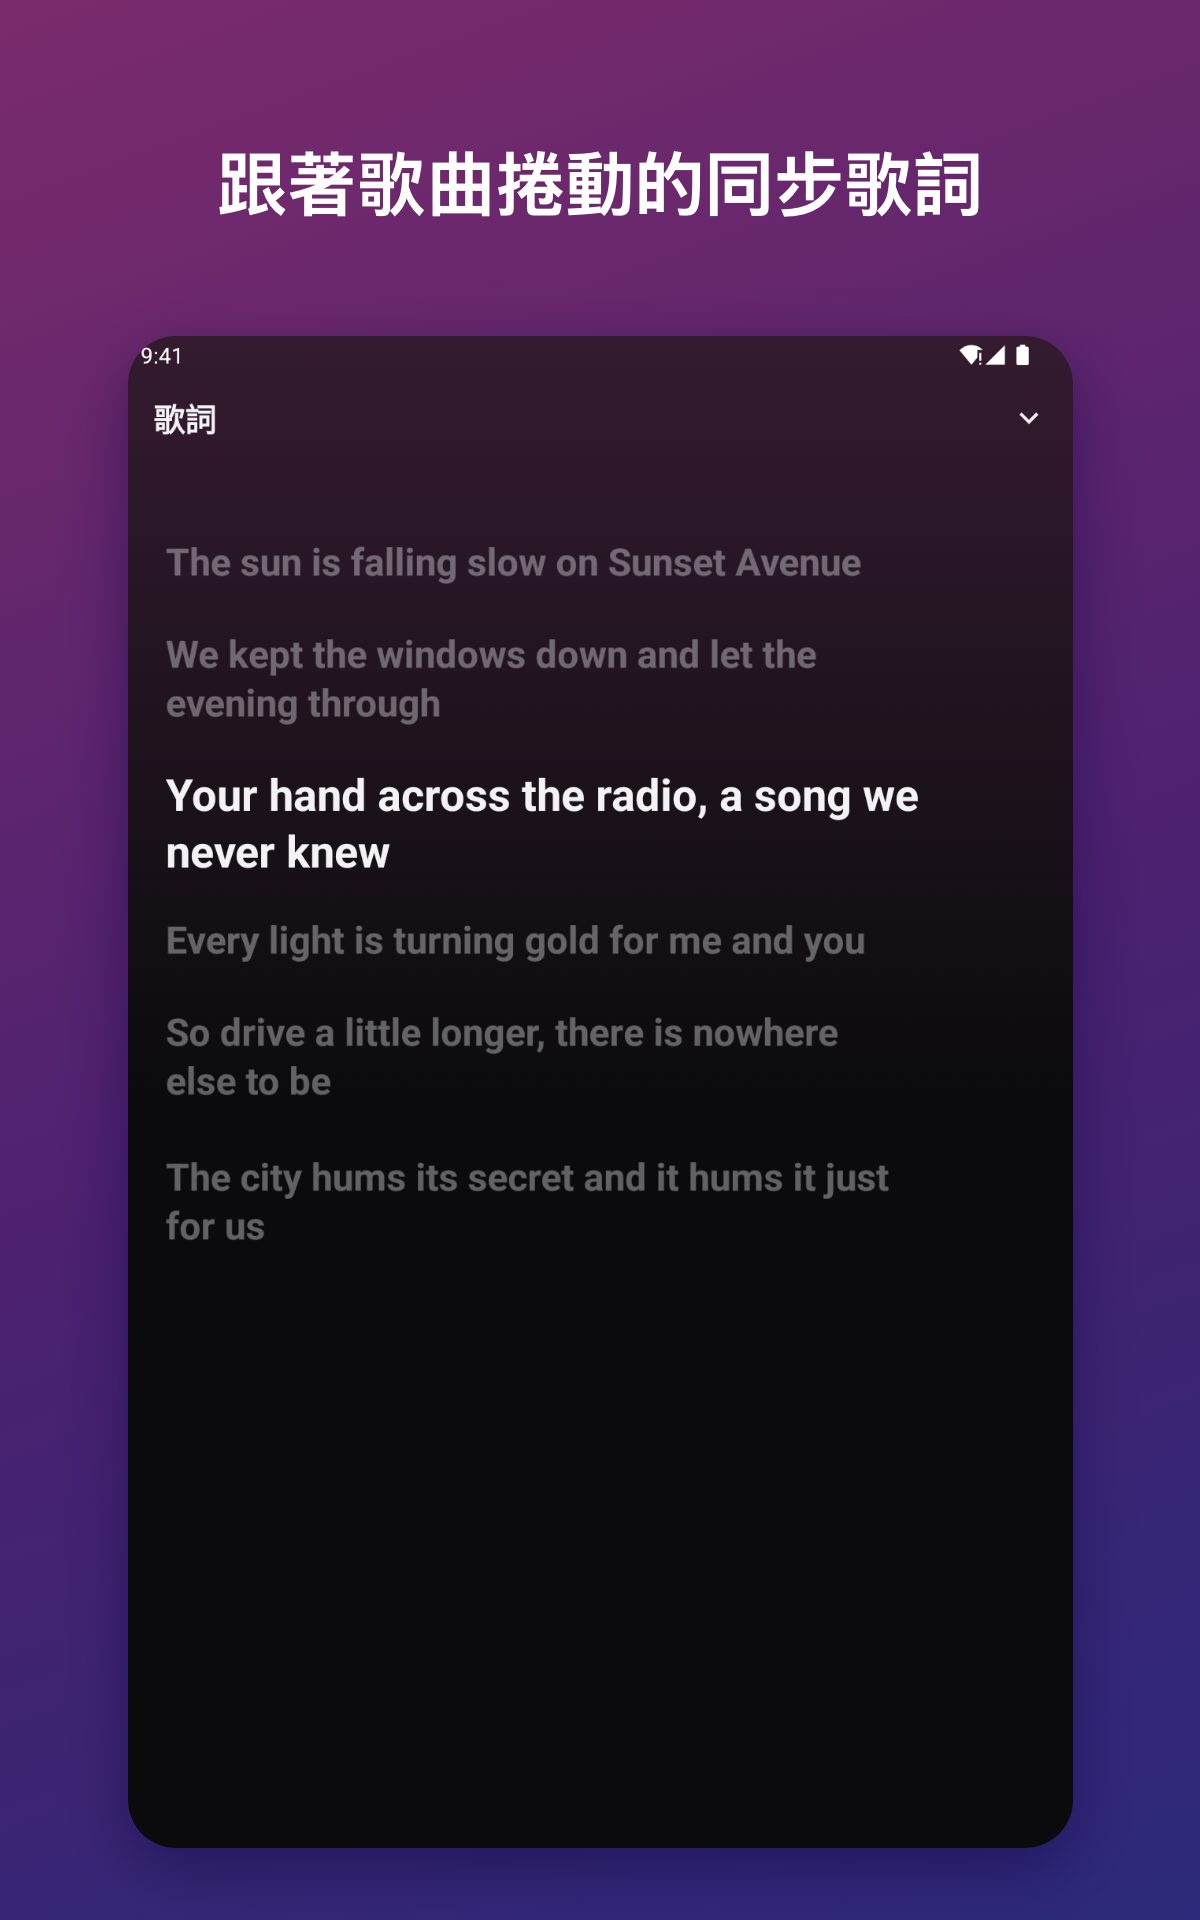 跟著歌曲捲動的同步歌詞
9:41
歌詞
The sun is falling slow on Sunset Avenue
We kept the windows down and let the
evening through
Your hand across the radio, a song we
never knew
Every light is turning gold for me and you
So drive a little longer, there is nowhere
else to be
The city hums its secret and it hums it just
for us